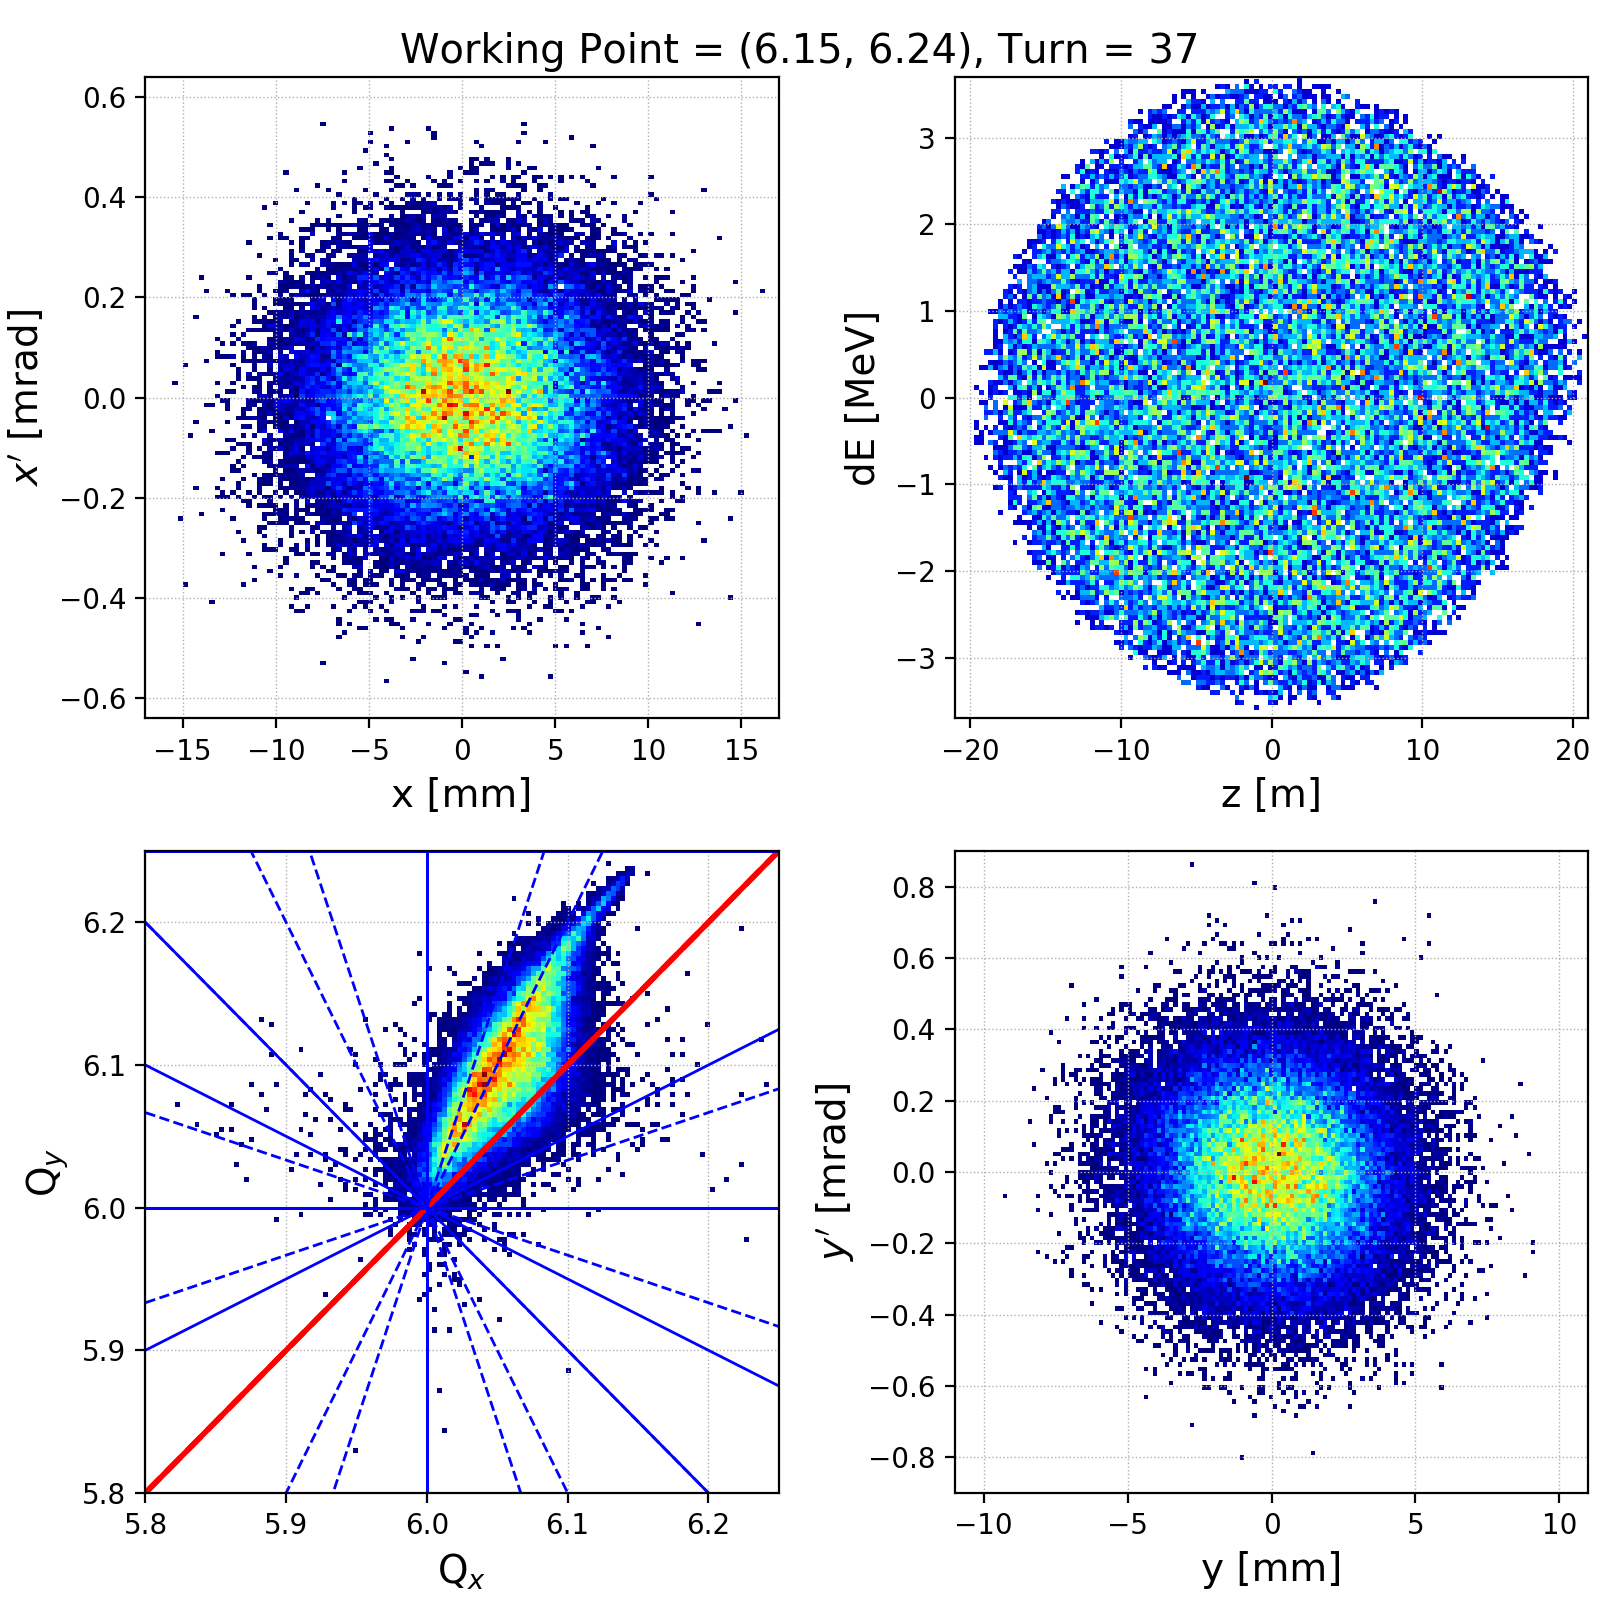 Working Point = (6.15, 6.24), Turn = 37
x′ [mrad]
0.6
0.4
0.2
0.0
−0.2
−0.4
−0.6
−15 −10 −5 0 5 10 15
x [mm]
dE [MeV]
3
2
1
0
−1
−2
−3
−20 −10 0 10 20
z [m]
Qy
6.2
6.1
6.0
5.9
5.8
5.8 5.9 6.0 6.1 6.2
Qx
y′ [mrad]
0.8
0.6
0.4
0.2
0.0
−0.2
−0.4
−0.6
−0.8
−10 −5 0 5 10
y [mm]